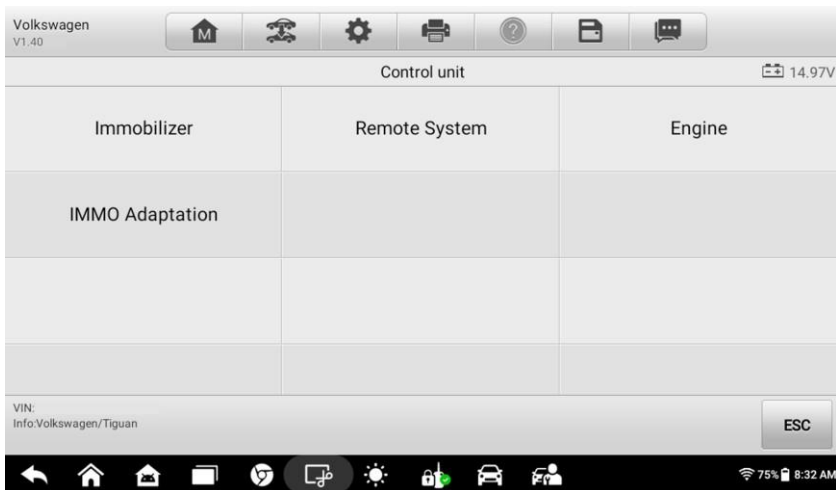 Volkswagen
V1.40
M
?
Control unit
14.97V
Immobilizer
Remote System
Engine
IMMO Adaptation
VIN:
Info:Volkswagen/Tiguan
ESC
75% 8:32 AM